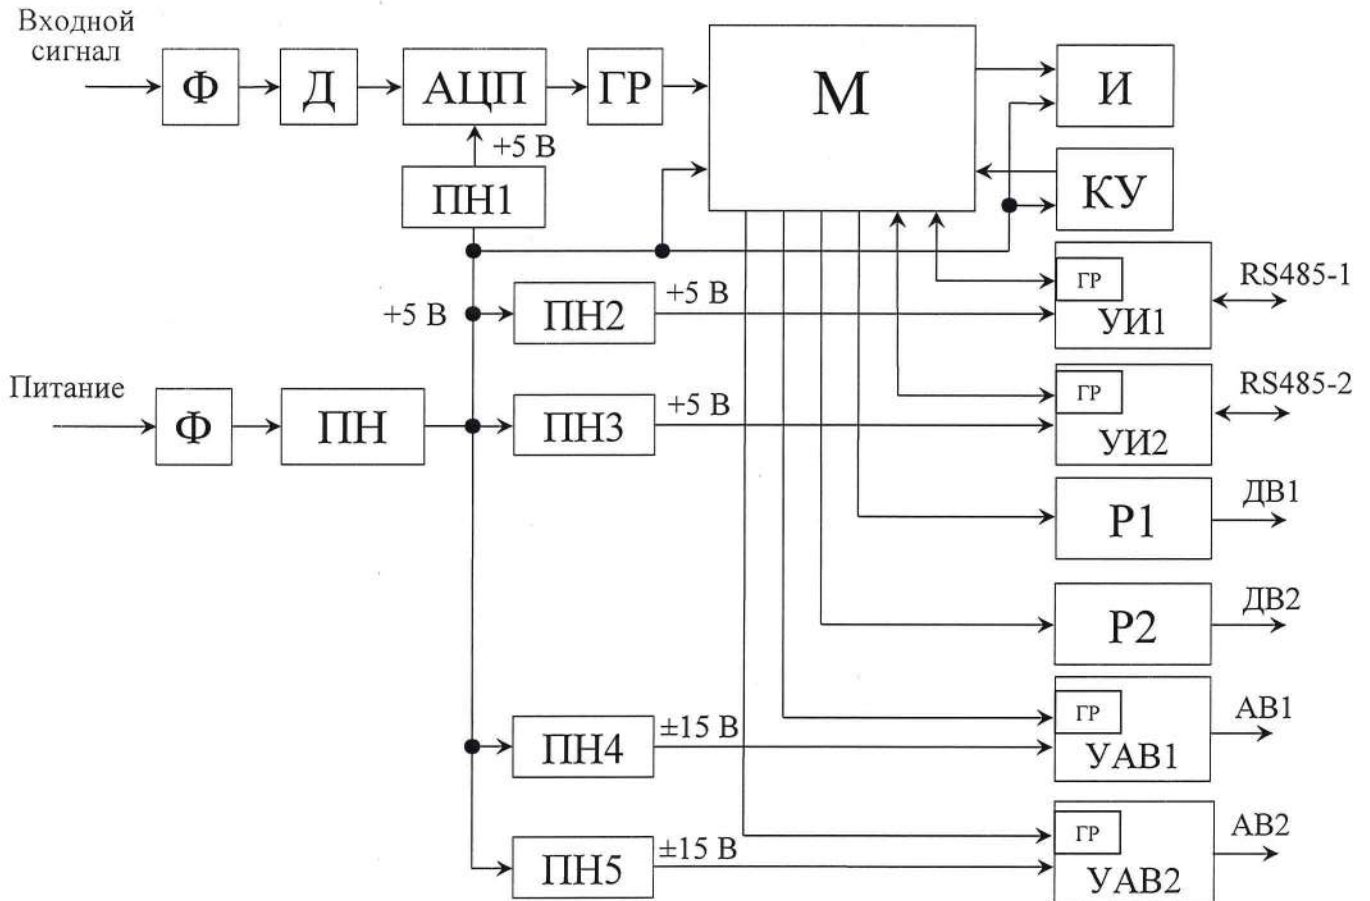 Входной
сигнал
Ф
Д
АЦП
ГР
М
И
+5 В
ПН1
КУ
ГР
УИ1
RS485-1
+5 В
ПН2
+5 В
Питание
Ф
ПН
ПН3
+5 В
ГР
УИ2
RS485-2
Р1
ДВ1
Р2
ДВ2
ПН4
±15 В
ГР
УАВ1
АВ1
ПН5
±15 В
ГР
УАВ2
АВ2